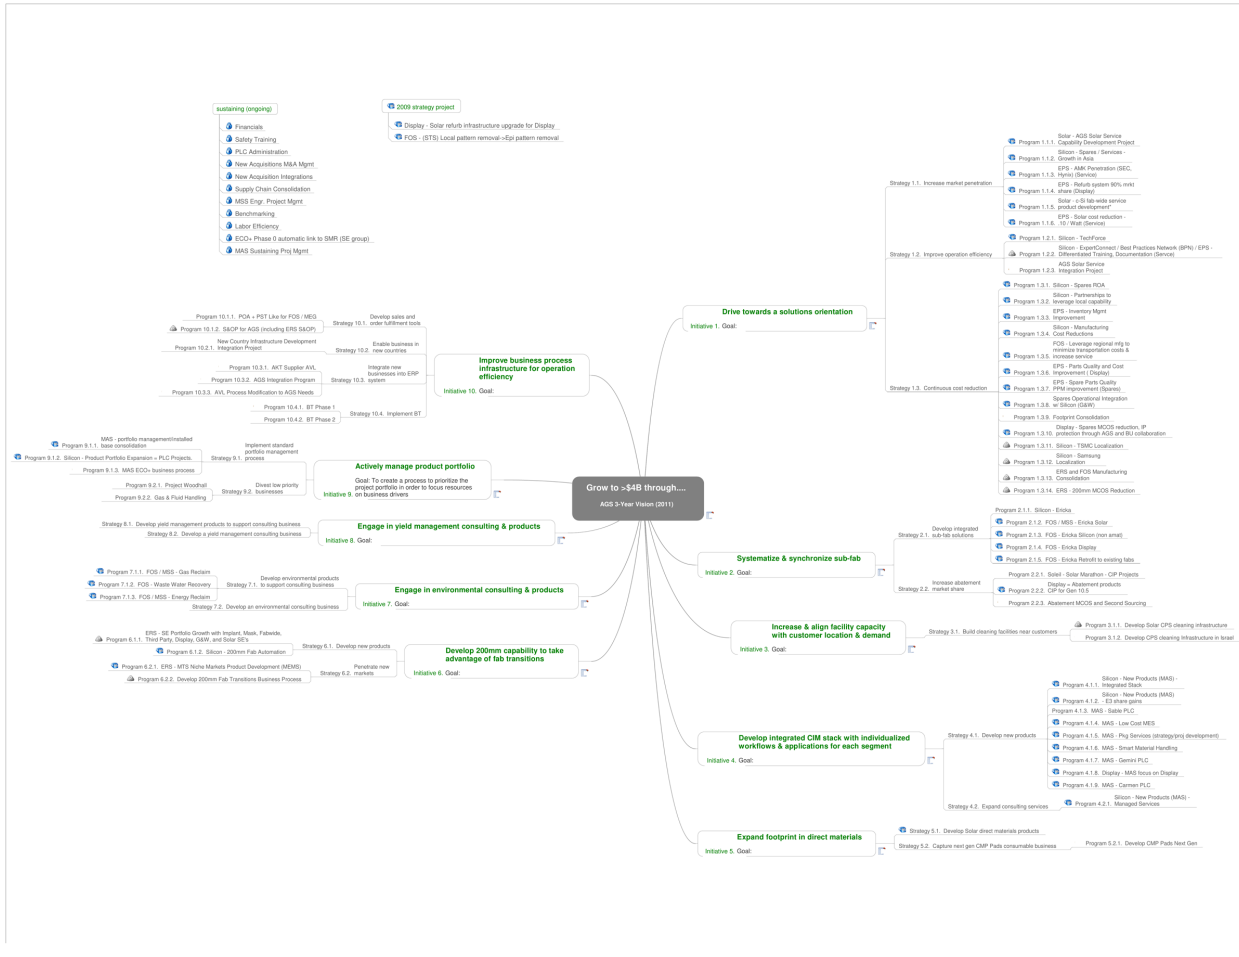 sustaining (ongoing)
Financials
Safety Training
PLC Administration
New Acquisitions M&A Mgmt
New Acquisition Integrations
Supply Chain Consolidation
MSS Engr. Project Mgmt
Benchmarking
Labor Efficiency
ECO+ Phase 0 automatic link to SMR (SE group)
MAS Sustaining Proj Mgmt
2009 strategy project
Display - Solar refurb infrastructure upgrade for Display
FOS - (STS) Local pattern removal->Epi pattern removal
Grow to >$4B through....
AGS 3-Year Vision (2011)
Drive towards a solutions orientation
Initiative 1. Goal:
Strategy 1.1. Increase market penetration
Solar - AGS Solar Service
Program 1.1.1. Capability Development Project
Silicon - Spares / Services -
Program 1.1.2. Growth in Asia
EPS - AMK Penetration (SEC,
Program 1.1.3. Hynix) (Service)
EPS - Refurb system 90% mrkt
Program 1.1.4. share (Display)
Solar - c-Si fab-wide service
Program 1.1.5. product development"
EPS - Solar cost reduction -
Program 1.1.6. .10 / Watt (Service)
Strategy 1.2. Improve operation efficiency
Program 1.2.1. Silicon - TechForce
Silicon - ExpertConnect / Best Practices Network (BPN) / EPS -
Program 1.2.2. Differentiated Training, Documentation (Service)
AGS Solar Service
Program 1.2.3. Integration Project
Strategy 1.3. Continuous cost reduction
Program 1.3.1. Silicon - Spares ROA
Silicon - Partnerships to
Program 1.3.2. leverage local capability
EPS - Inventory Mgmt
Program 1.3.3. Improvement
Silicon - Manufacturing
Program 1.3.4. Cost Reductions
FOS - Leverage regional mfg to
minimize transportation costs &
Program 1.3.5. increase service
EPS - Parts Quality and Cost
Program 1.3.6. Improvement ( Display)
EPS - Spare Parts Quality
Program 1.3.7. PPM improvement (Spares)
Spares Operational Integration
Program 1.3.8. w/ Silicon (G&W)
Program 1.3.9. Footprint Consolidation
Display - Spares MCOS reduction, IP
Program 1.3.10. protection through AGS and BU collaboration
Program 1.3.11. Silicon - TSMC Localization
Silicon - Samsung
Program 1.3.12. Localization
ERS and FOS Manufacturing
Program 1.3.13. Consolidation
Program 1.3.14. ERS - 200mm MCOS Reduction
Systematize & synchronize sub-fab
Initiative 2. Goal:
Develop integrated
Strategy 2.1. sub-fab solutions
Program 2.1.1. Silicon - Ericka
Program 2.1.2. FOS / MSS - Ericka Solar
Program 2.1.3. FOS - Ericka Silicon (non amat)
Program 2.1.4. FOS - Ericka Display
Program 2.1.5. FOS - Ericka Retrofit to existing fabs
Increase abatement
Strategy 2.2. market share
Program 2.2.1. Soleil - Solar Marathon - CIP Projects
Display = Abatement products
Program 2.2.2. CIP for Gen 10.5
Program 2.2.3. Abatement MCOS and Second Sourcing
Increase & align facility capacity
with customer location & demand
Initiative 3. Goal:
Strategy 3.1. Build cleaning facilities near customers
Program 3.1.1. Develop Solar CPS cleaning infrastructure
Program 3.1.2. Develop CPS cleaning Infrastructure in Israel
Develop integrated CIM stack with individualized
workflows & applications for each segment
Initiative 4. Goal:
Strategy 4.1. Develop new products
Silicon - New Products (MAS) -
Program 4.1.1. Integrated Stack
Silicon - New Products (MAS)
Program 4.1.2. - E3 share gains
Program 4.1.3. MAS - Sable PLC
Program 4.1.4. MAS - Low Cost MES
Program 4.1.5. MAS - Pkg Services (strategy/proj development)
Program 4.1.6. MAS - Smart Material Handling
Program 4.1.7. MAS - Gemini PLC
Program 4.1.8. Display - MAS focus on Display
Program 4.1.9. MAS - Carmen PLC
Strategy 4.2. Expand consulting services
Silicon - New Products (MAS) -
Program 4.2.1. Managed Services
Expand footprint in direct materials
Initiative 5. Goal:
Strategy 5.1. Develop Solar direct materials products
Strategy 5.2. Capture next gen CMP Pads consumable business
Program 5.2.1. Develop CMP Pads Next Gen
Improve business process
infrastructure for operation
efficiency
Initiative 10. Goal:
Develop sales and
Strategy 10.1. order fulfillment tools
Program 10.1.1. POA + PST Like for FOS / MEG
Program 10.1.2. S&OP for AGS (including ERS S&OP)
Enable business in
Strategy 10.2. new countries
New Country Infrastructure Development
Program 10.2.1. Integration Project
Integrate new
businesses into ERP
Strategy 10.3. system
Program 10.3.1. AKT Supplier AVL
Program 10.3.2. AGS Integration Program
Program 10.3.3. AVL Process Modification to AGS Needs
Strategy 10.4. Implement BT
Program 10.4.1. BT Phase 1
Program 10.4.2. BT Phase 2
Actively manage product portfolio
Goal: To create a process to prioritize the
project portfolio in order to focus resources
Initiative 9. on business drivers
Implement standard
portfolio management
Strategy 9.1. process
MAS - portfolio management/installed
Program 9.1.1. base consolidation
Program 9.1.2. Silicon - Product Portfolio Expansion = PLC Projects.
Program 9.1.3. MAS ECO+ business process
Divest low priority
Strategy 9.2. businesses
Program 9.2.1. Project Woodhall
Program 9.2.2. Gas & Fluid Handling
Engage in yield management consulting & products
Initiative 8. Goal:
Strategy 8.1. Develop yield management products to support consulting business
Strategy 8.2. Develop a yield management consulting business
Engage in environmental consulting & products
Initiative 7. Goal:
Develop environmental products
Strategy 7.1. to support consulting business
Program 7.1.1. FOS / MSS - Gas Reclaim
Program 7.1.2. FOS - Waste Water Recovery
Program 7.1.3. FOS / MSS - Energy Reclaim
Strategy 7.2. Develop an environmental consulting business
Develop 200mm capability to take
advantage of fab transitions
Initiative 6. Goal:
Strategy 6.1. Develop new products
ERS - SE Portfolio Growth with Implant, Mask, Fabwide,
Program 6.1.1. Third Party, Display, G&W, and Solar SE's
Program 6.1.2. Silicon - 200mm Fab Automation
Penetrate new
Strategy 6.2. markets
Program 6.2.1. ERS - MTS Niche Markets Product Development (MEMS)
Program 6.2.2. Develop 200mm Fab Transitions Business Process